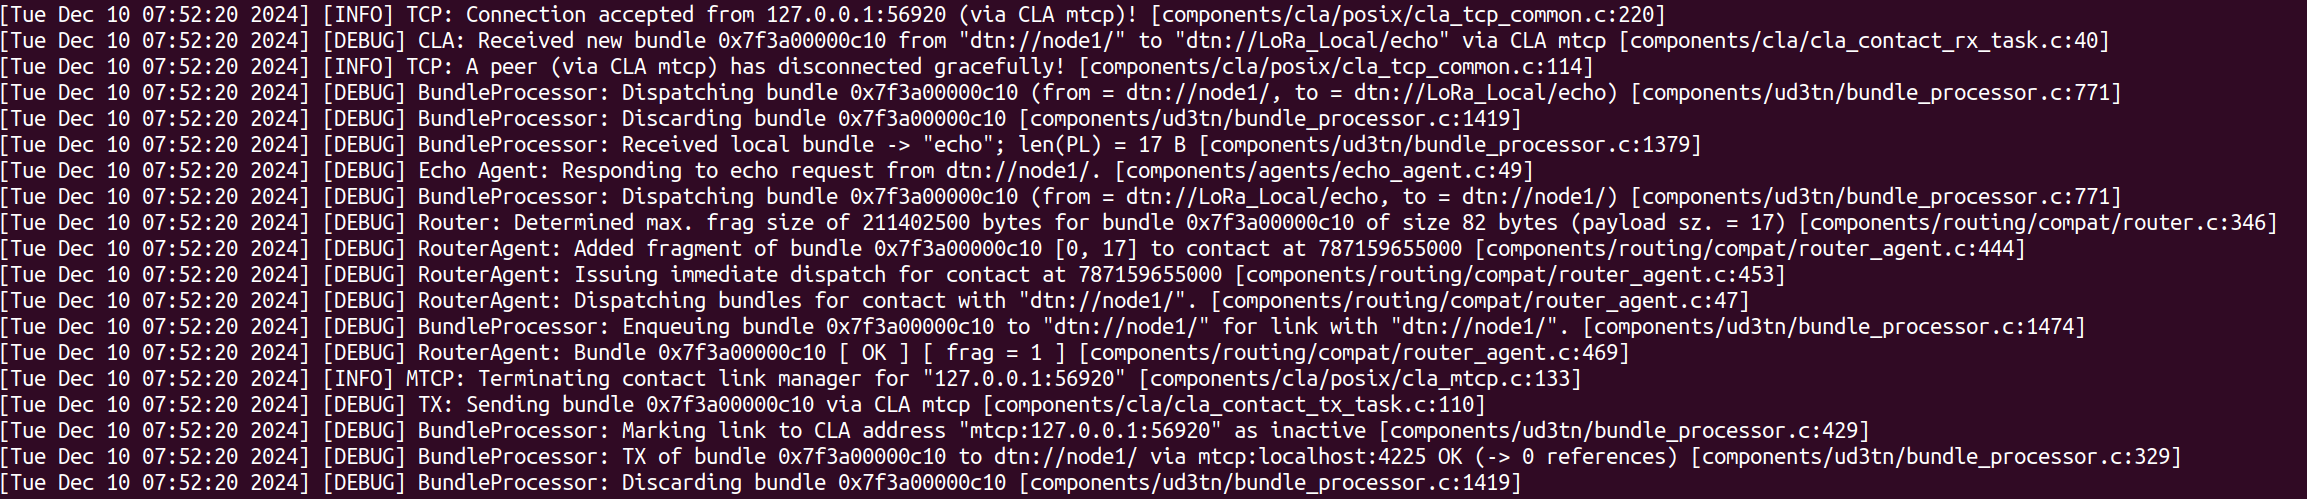 [Tue Dec 10 07:52:20 2024] [INFO] TCP: Connection accepted from 127.0.0.1:56920 (via CLA mtcp)! [components/cla/posix/cla_tcp_common.c:220]
[Tue Dec 10 07:52:20 2024] [DEBUG] CLA: Received new bundle 0x7f3a00000c10 from "dtn://node1/" to "dtn://LoRa_Local/echo" via CLA mtcp [components/cla/cla_contact_rx_task.c:40]
[Tue Dec 10 07:52:20 2024] [INFO] TCP: A peer (via CLA mtcp) has disconnected gracefully! [components/cla/posix/cla_tcp_common.c:114]
[Tue Dec 10 07:52:20 2024] [DEBUG] BundleProcessor: Dispatching bundle 0x7f3a00000c10 (from = dtn://node1/, to = dtn://LoRa_Local/echo) [components/ud3tn/bundle_processor.c:771]
[Tue Dec 10 07:52:20 2024] [DEBUG] BundleProcessor: Discarding bundle 0x7f3a00000c10 [components/ud3tn/bundle_processor.c:1419]
[Tue Dec 10 07:52:20 2024] [DEBUG] BundleProcessor: Received local bundle -> "echo"; len(PL) = 17 B [components/ud3tn/bundle_processor.c:1379]
[Tue Dec 10 07:52:20 2024] [DEBUG] Echo Agent: Responding to echo request from dtn://node1/. [components/agents/echo_agent.c:49]
[Tue Dec 10 07:52:20 2024] [DEBUG] BundleProcessor: Dispatching bundle 0x7f3a00000c10 (from = dtn://LoRa_Local/echo, to = dtn://node1/) [components/ud3tn/bundle_processor.c:771]
[Tue Dec 10 07:52:20 2024] [DEBUG] Router: Determined max. frag size of 211402500 bytes for bundle 0x7f3a00000c10 of size 82 bytes (payload sz. = 17) [components/routing/compat/router.c:346]
[Tue Dec 10 07:52:20 2024] [DEBUG] RouterAgent: Added fragment of bundle 0x7f3a00000c10 [0, 17] to contact at 787159655000 [components/routing/compat/router_agent.c:444]
[Tue Dec 10 07:52:20 2024] [DEBUG] RouterAgent: Issuing immediate dispatch for contact at 787159655000 [components/routing/compat/router_agent.c:453]
[Tue Dec 10 07:52:20 2024] [DEBUG] RouterAgent: Dispatching bundles for contact with "dtn://node1/". [components/routing/compat/router_agent.c:47]
[Tue Dec 10 07:52:20 2024] [DEBUG] BundleProcessor: Enqueuing bundle 0x7f3a00000c10 to "dtn://node1/" for link with "dtn://node1/". [components/ud3tn/bundle_processor.c:1474]
[Tue Dec 10 07:52:20 2024] [DEBUG] RouterAgent: Bundle 0x7f3a00000c10 [ OK ] [ frag = 1 ] [components/routing/compat/router_agent.c:469]
[Tue Dec 10 07:52:20 2024] [INFO] MTCP: Terminating contact link manager for "127.0.0.1:56920" [components/cla/posix/cla_mtcp.c:133]
[Tue Dec 10 07:52:20 2024] [DEBUG] TX: Sending bundle 0x7f3a00000c10 via CLA mtcp [components/cla/cla_contact_tx_task.c:110]
[Tue Dec 10 07:52:20 2024] [DEBUG] BundleProcessor: Marking link to CLA address "mtcp:127.0.0.1:56920" as inactive [components/ud3tn/bundle_processor.c:429]
[Tue Dec 10 07:52:20 2024] [DEBUG] BundleProcessor: TX of bundle 0x7f3a00000c10 to dtn://node1/ via mtcp:localhost:4225 OK (-> 0 references) [components/ud3tn/bundle_processor.c:329]
[Tue Dec 10 07:52:20 2024] [DEBUG] BundleProcessor: Discarding bundle 0x7f3a00000c10 [components/ud3tn/bundle_processor.c:1419]